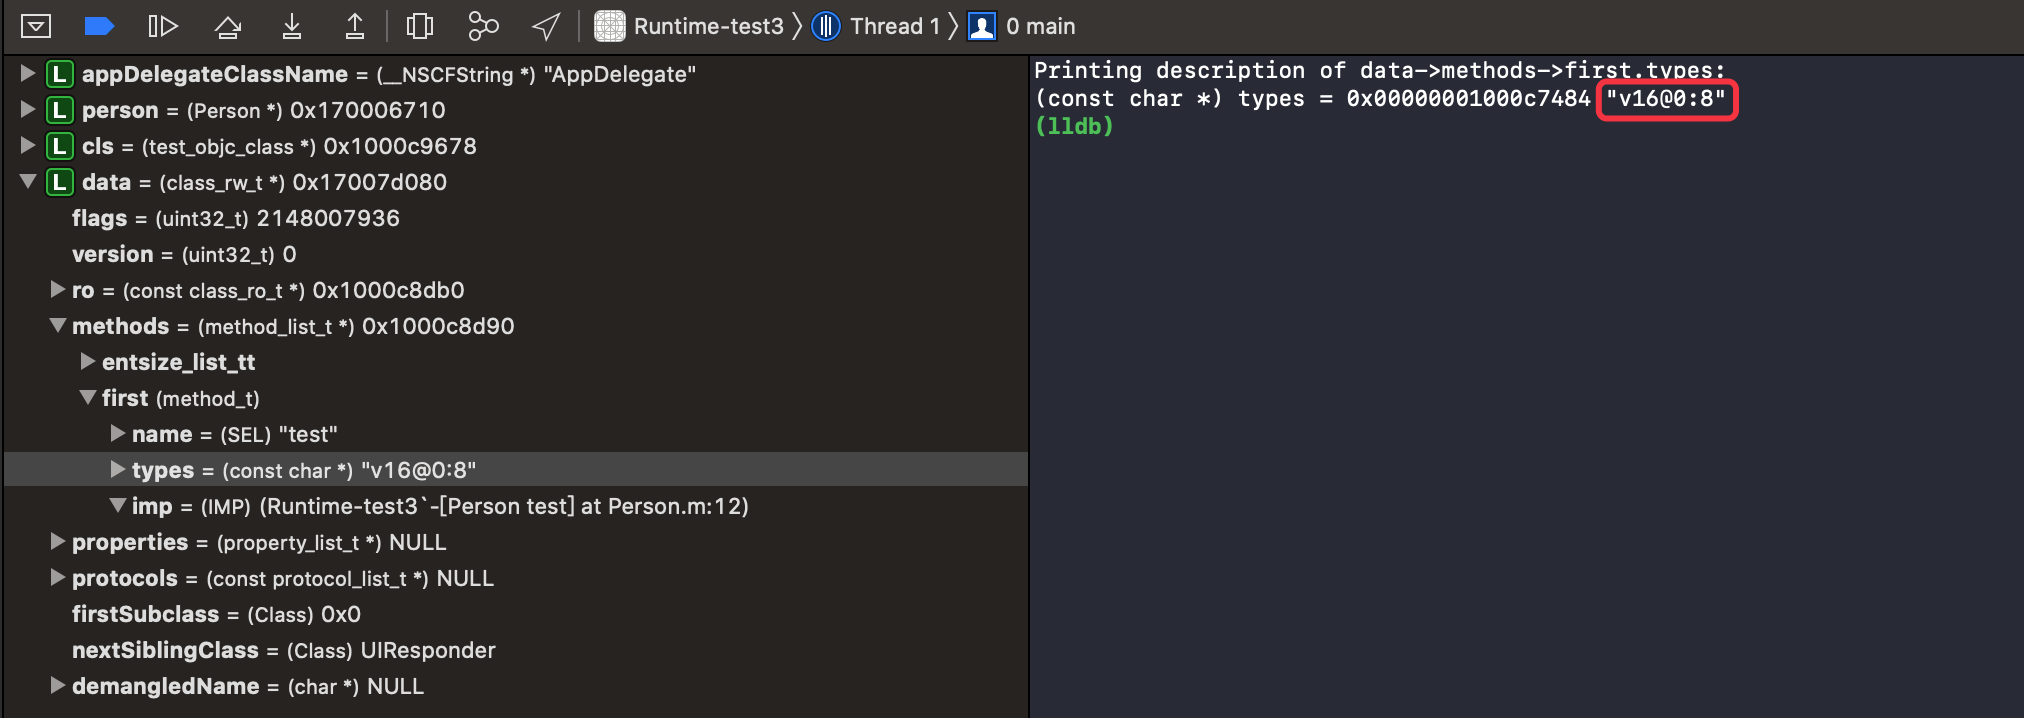 Runtime-test3 Thread 1 0 main
L appDelegateClassName = (__NSCFString *) "AppDelegate"
L person = (Person *) 0x170006710
L cls = (test_objc_class *) 0x1000c9678
L data = (class_rw_t *) 0x17007d080
flags = (uint32_t) 2148007936
version = (uint32_t) 0
ro = (const class_ro_t *) 0x1000c8db0
methods = (method_list_t *) 0x1000c8d90
entsize_list_tt
first (method_t)
name = (SEL) "test"
types = (const char *) "v16@0:8"
imp = (IMP) (Runtime-test3`-[Person test] at Person.m:12)
properties = (property_list_t *) NULL
protocols = (const protocol_list_t *) NULL
firstSubclass = (Class) 0x0
nextSiblingClass = (Class) UIResponder
demangledName = (char *) NULL
Printing description of data->methods->first.types:
(const char *) types = 0x00000001000c7484 "v16@0:8"
(lldb)